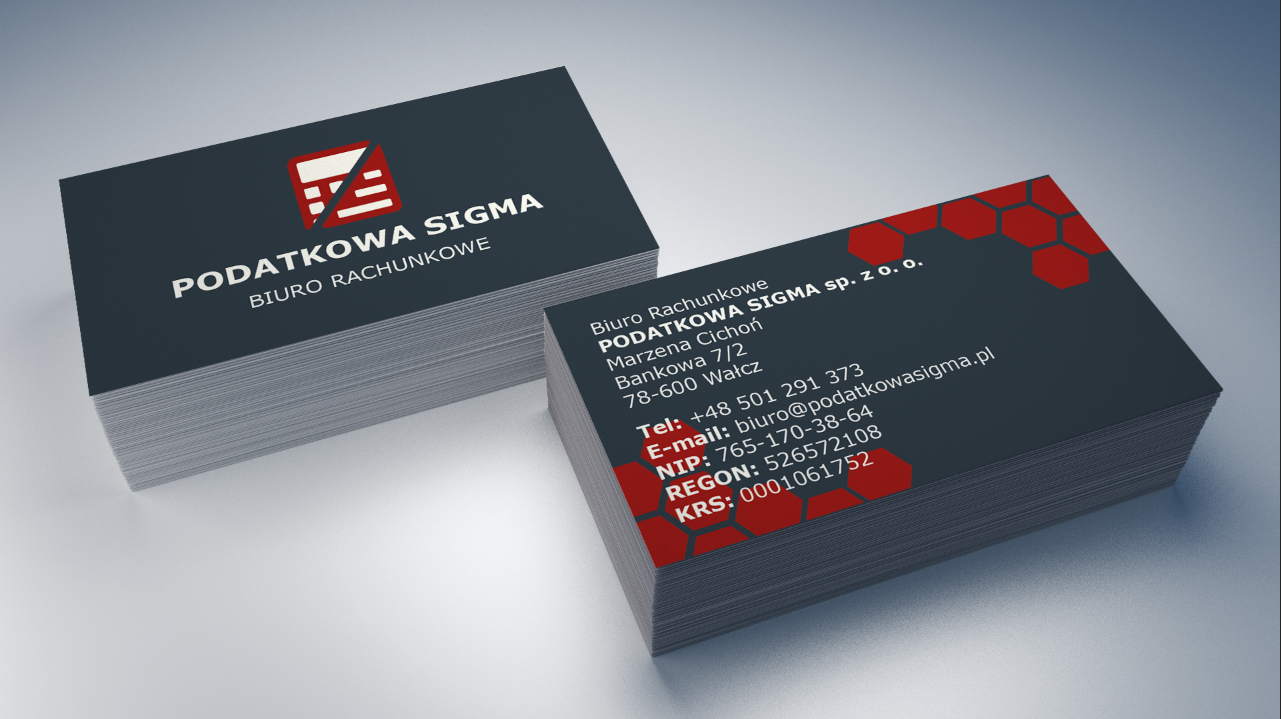 PODATKOWA SIGMA
BIURO RACHUNKOWE
Biuro Rachunkowe
PODATKOWA SIGMA sp. z o. o.
Marzena Cichoń
Bankowa 7/2
78-600 Wałcz
Tel: +48 501 291 373
E-mail: biuro@podatkowasigma.pl
NIP: 765-170-38-64
REGON: 526572108
KRS: 0001061752